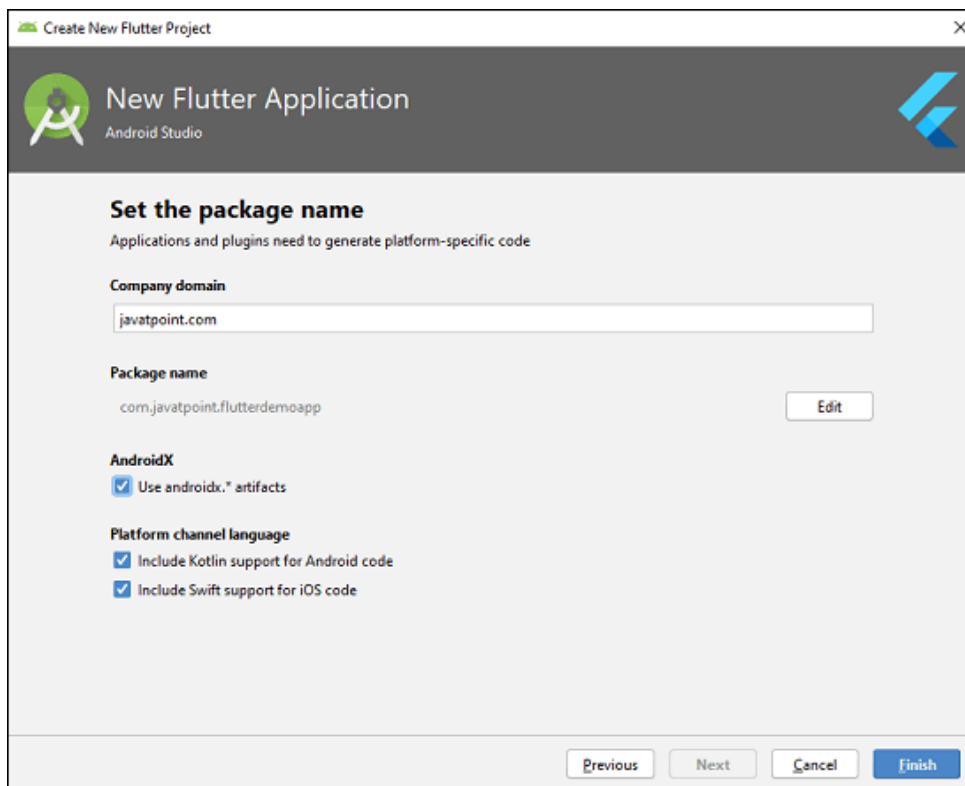 Create New Flutter Project
New Flutter Application
Android Studio
Set the package name
Applications and plugins need to generate platform-specific code
Company domain
javatpoint.com
Package name
com.javatpoint.flutterdemoapp
Edit
AndroidX
Use androidx.* artifacts
Platform channel language
Include Kotlin support for Android code
Include Swift support for iOS code
Previous Next Cancel Finish